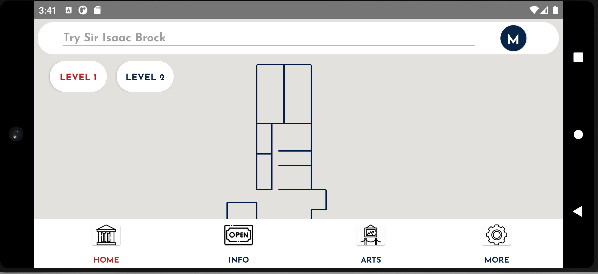 3:41
Try Sir Isaac Brock
M
LEVEL 1
LEVEL 2
OPEN
HOME
INFO
ARTS
MORE